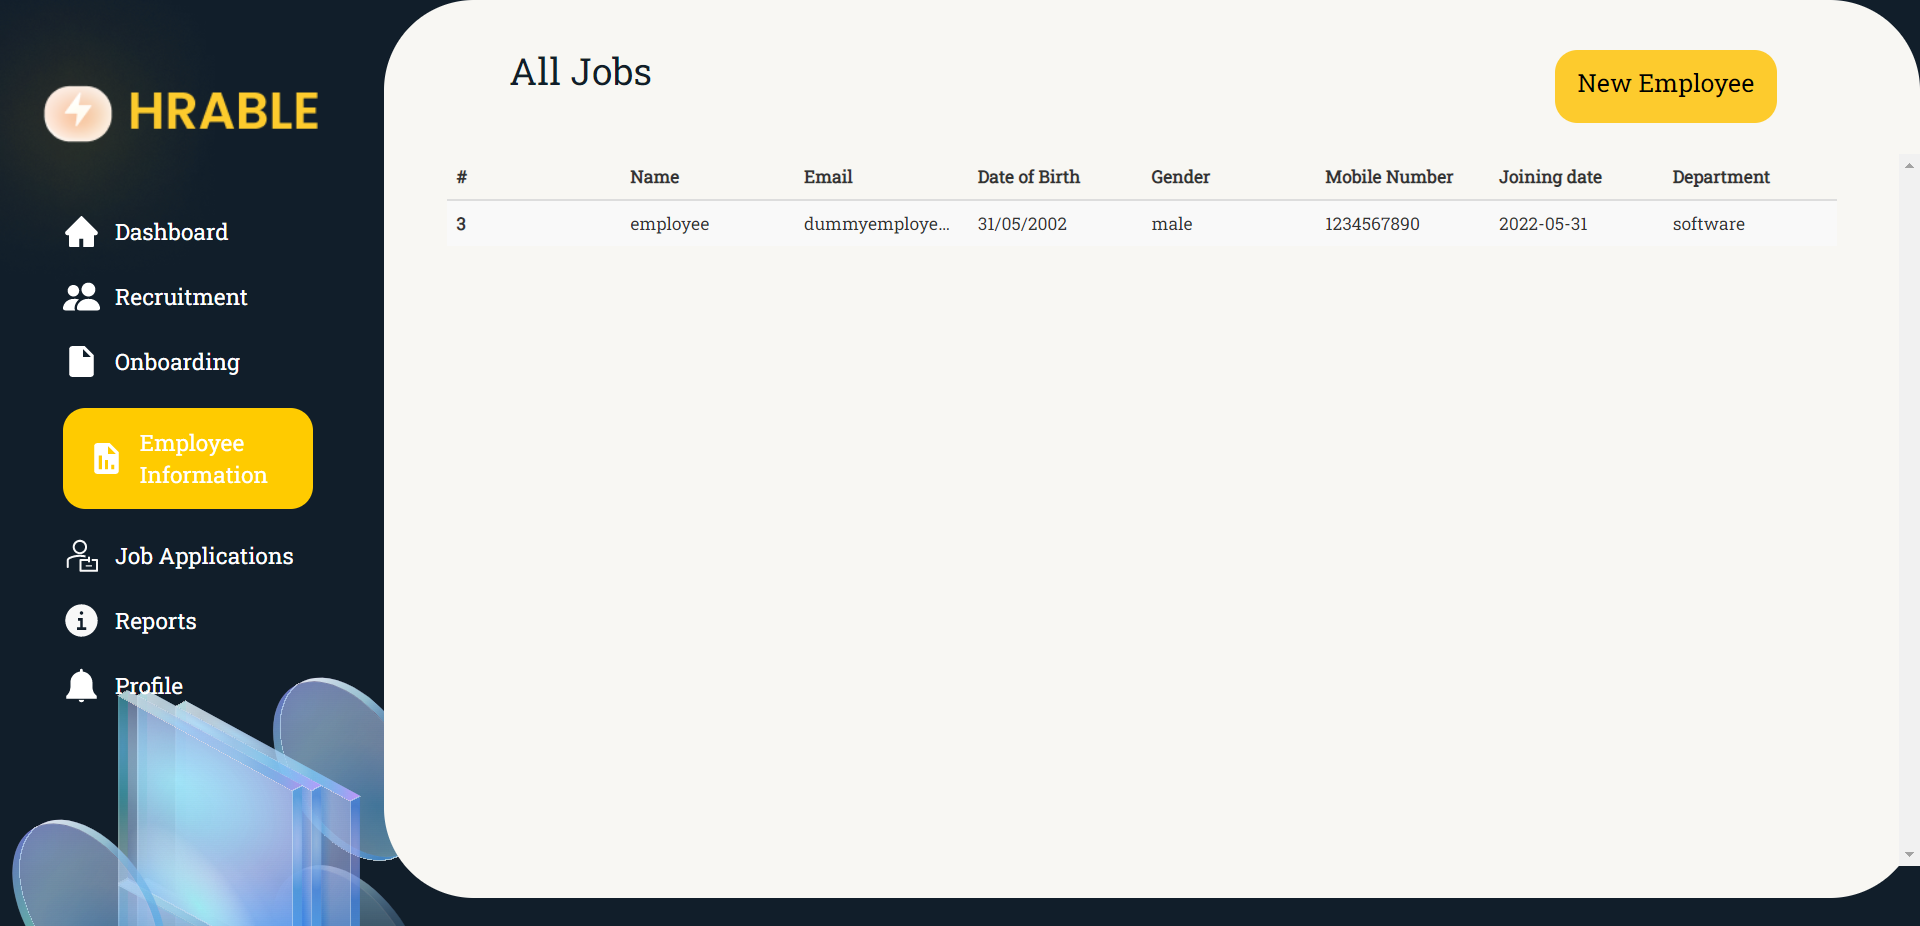 HRABLE
Dashboard
Recruitment
Onboarding
Employee
Information
Job Applications
Reports
Profile
All Jobs
New Employee
# Name Email Date of Birth Gender Mobile Number Joining date Department
3 employee dummyemploye... 31/05/2002 male 1234567890 2022-05-31 software